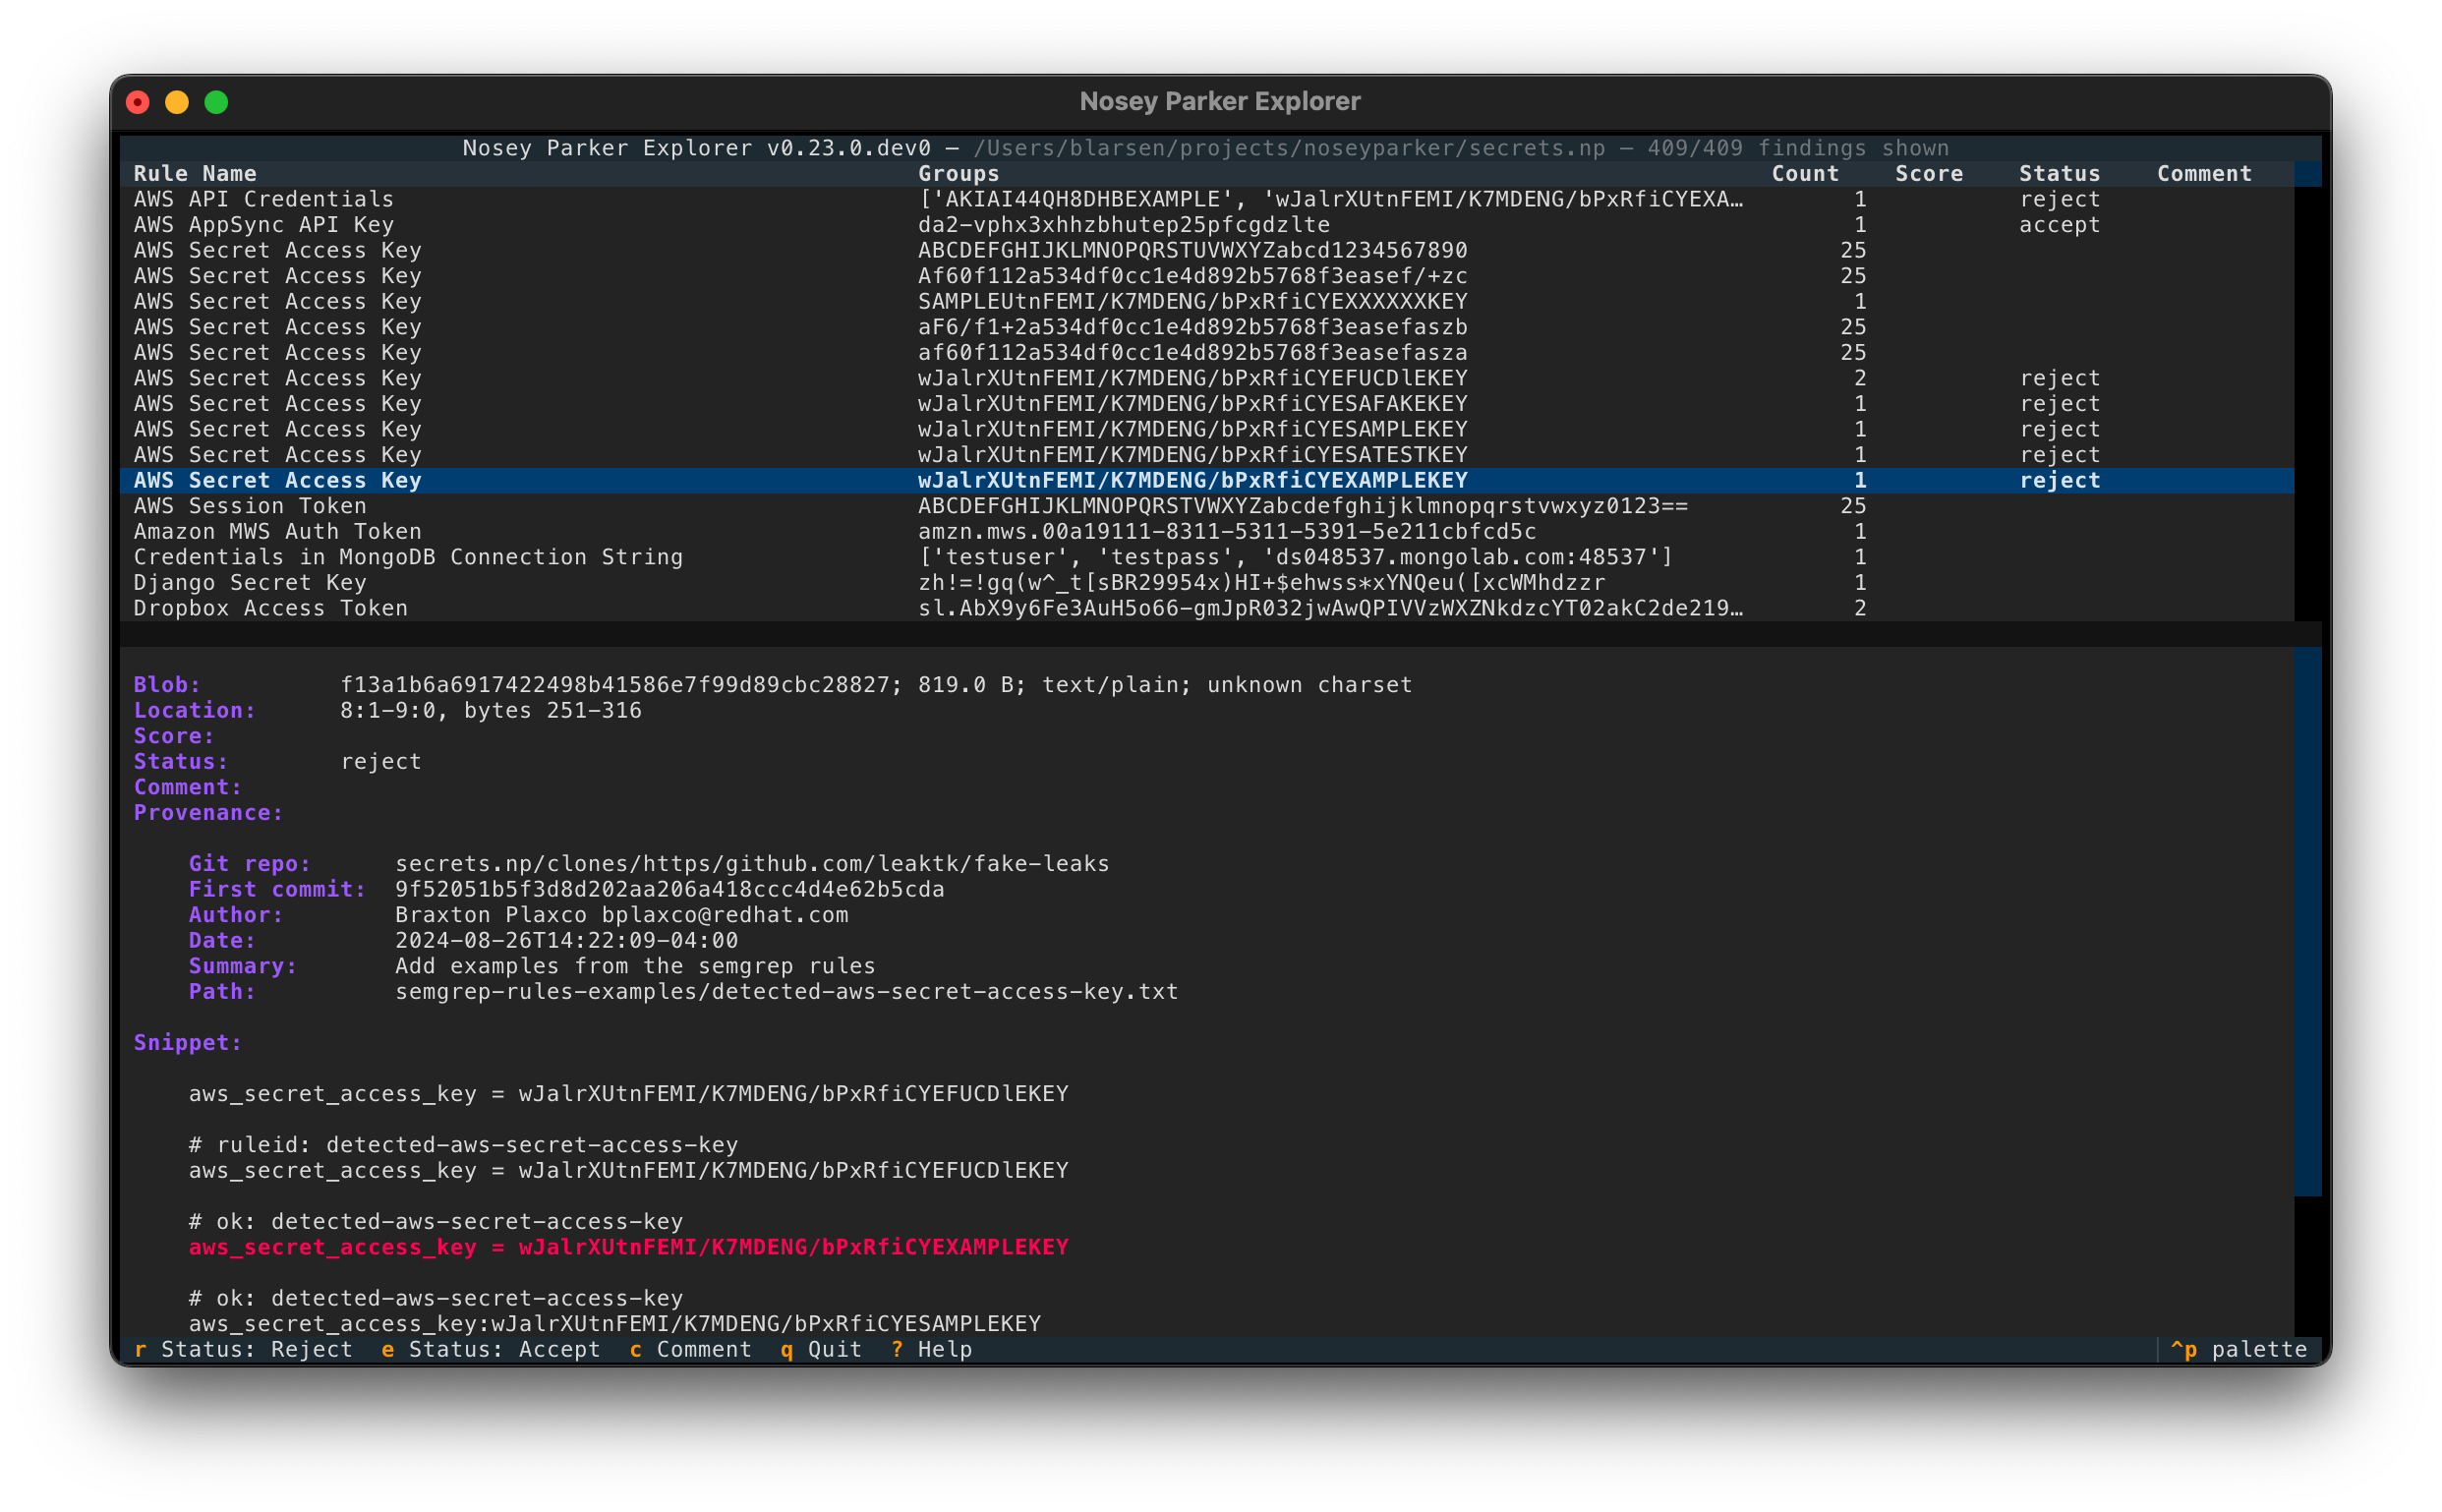 Nosey Parker Explorer
Nosey Parker Explorer v0.23.0.dev0 — /Users/blarsen/projects/noseyparker/secrets.np — 409/409 findings shown
Rule Name Groups Count Score Status Comment
AWS API Credentials ['AKIAI44QH8DHBEXAMPLE', 'wJalrXUtnFEMI/K7MDENG/bPxRfiCYEXA… 1 reject
AWS AppSync API Key da2-vphx3xhhzbhutep25pfcgdzlte 1 accept
AWS Secret Access Key ABCDEFGHIJKLMNOPQRSTUVWXYZabcd1234567890 25
AWS Secret Access Key Af60f112a534df0cc1e4d892b5768f3easef/+zc 25
AWS Secret Access Key SAMPLEUtnFEMI/K7MDENG/bPxRfiCYEXXXXXXKEY 1
AWS Secret Access Key aF6/f1+2a534df0cc1e4d892b5768f3easefaszb 25
AWS Secret Access Key af60f112a534df0cc1e4d892b5768f3easefasza 25
AWS Secret Access Key wJalrXUtnFEMI/K7MDENG/bPxRfiCYEFUCDlEKEY 2 reject
AWS Secret Access Key wJalrXUtnFEMI/K7MDENG/bPxRfiCYESAFAKEKEY 1 reject
AWS Secret Access Key wJalrXUtnFEMI/K7MDENG/bPxRfiCYESAMPLEKEY 1 reject
AWS Secret Access Key wJalrXUtnFEMI/K7MDENG/bPxRfiCYESATESTKEY 1 reject
AWS Secret Access Key wJalrXUtnFEMI/K7MDENG/bPxRfiCYEXAMPLEKEY 1 reject
AWS Session Token ABCDEFGHIJKLMNOPQRSTVWXYZabcdefghijklmnopqrstvwxyz0123== 25
Amazon MWS Auth Token amzn.mws.00a19111-8311-5311-5391-5e211cbfcd5c 1
Credentials in MongoDB Connection String ['testuser', 'testpass', 'ds048537.mongolab.com:48537'] 1
Django Secret Key zh!=!gq(w^_t[sBR29954x)HI+$ehwss*xYNQeu([xcWMhdzzr 1
Dropbox Access Token sl.AbX9y6Fe3AuH5o66-gmJpR032jwAwQPIVVzWXZNkdzcYT02akC2de219… 2
Blob: f13a1b6a6917422498b41586e7f99d89cbc28827; 819.0 B; text/plain; unknown charset
Location: 8:1-9:0, bytes 251-316
Score:
Status: reject
Comment:
Provenance:
Git repo: secrets.np/clones/https/github.com/leaktk/fake-leaks
First commit: 9f52051b5f3d8d202aa206a418ccc4d4e62b5cda
Author: Braxton Plaxco bplaxco@redhat.com
Date: 2024-08-26T14:22:09-04:00
Summary: Add examples from the semgrep rules
Path: semgrep-rules-examples/detected-aws-secret-access-key.txt
Snippet:
aws_secret_access_key = wJalrXUtnFEMI/K7MDENG/bPxRfiCYEFUCDlEKEY
# ruleid: detected-aws-secret-access-key
aws_secret_access_key = wJalrXUtnFEMI/K7MDENG/bPxRfiCYEFUCDlEKEY
# ok: detected-aws-secret-access-key
aws_secret_access_key = wJalrXUtnFEMI/K7MDENG/bPxRfiCYEXAMPLEKEY
# ok: detected-aws-secret-access-key
aws_secret_access_key:wJalrXUtnFEMI/K7MDENG/bPxRfiCYESAMPLEKEY
r Status: Reject e Status: Accept c Comment q Quit ? Help ^p palette